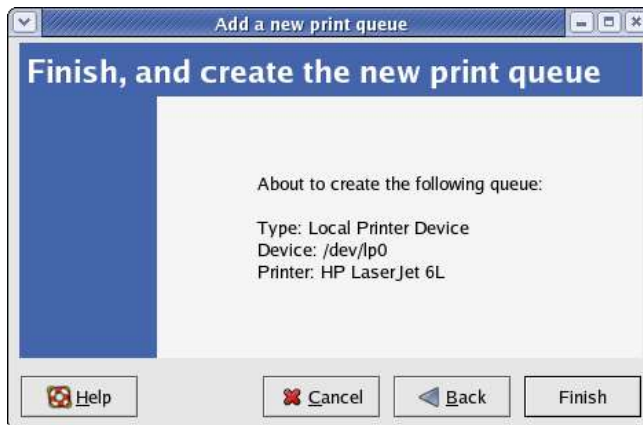 Add a new print queue
Finish, and create the new print queue
About to create the following queue:
Type: Local Printer Device
Device: /dev/lp0
Printer: HP LaserJet 6L
Help
Cancel
Back
Finish